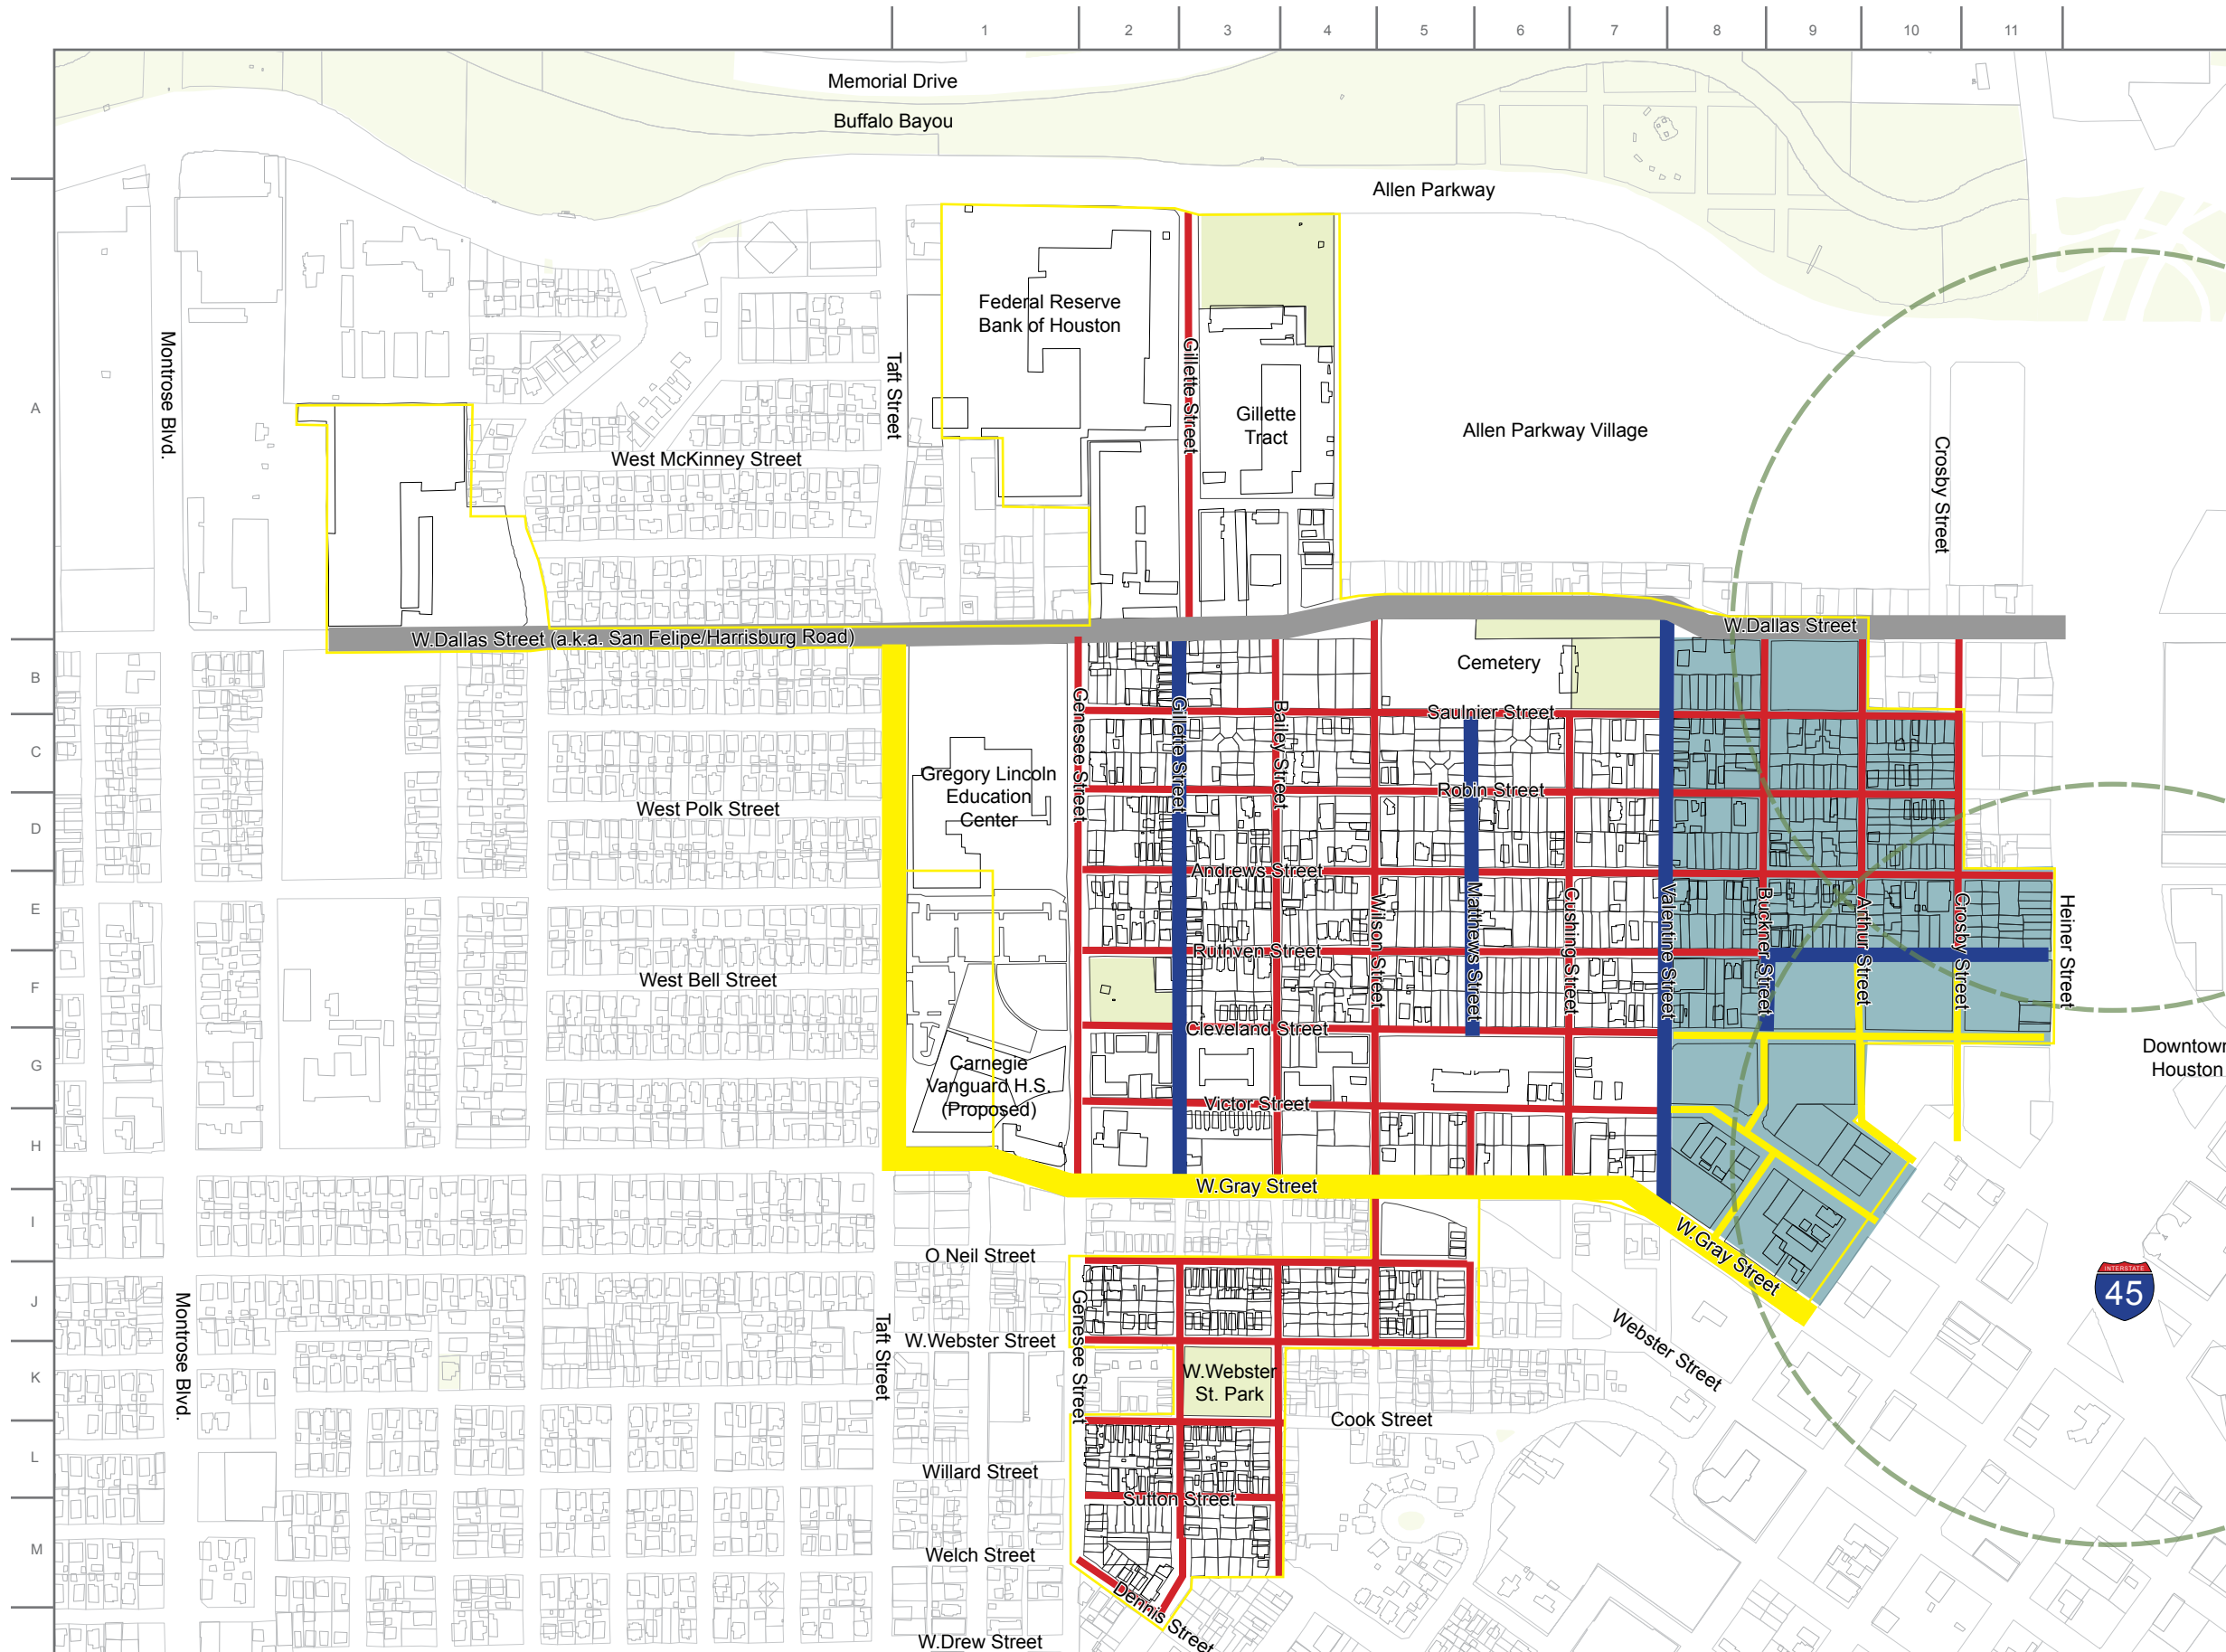 1 2 3 4 5 6 7 8 9 10 11
Memorial Drive
Buffalo Bayou
Allen Parkway
Federal Reserve
Bank of Houston
Montrose Blvd.
Taft Street
Gillette Street
Gillette
Tract
A
Allen Parkway Village
Crosby Street
West McKinney Street
W.Dallas Street (a.k.a. San Felipe/Harrisburg Road)
W.Dallas Street
B
Cemetery
Genesee Street
Gillette Street
Bailey Street
Saulnier Street
C
Gregory Lincoln
Education
Center
Robin Street
West Polk Street
D
Andrews Street
E
Wilson Street
Matthews Street
Cushing Street
Valentine Street
Buckner Street
Arthur Street
Crosby Street
Heiner Street
Ruthven Street
West Bell Street
F
Cleveland Street
G
Carnegie
Vanguard H.S.
(Proposed)
Downtown
Houston
Victor Street
H
W.Gray Street
I
W.Gray Street
O Neil Street
INTERSTATE
45
J
Montrose Blvd.
Taft Street
Genesee Street
W.Webster Street
Webster Street
K
W.Webster
St. Park
Cook Street
L
Willard Street
Sutton Street
M
Welch Street
Dennis Street
W.Drew Street